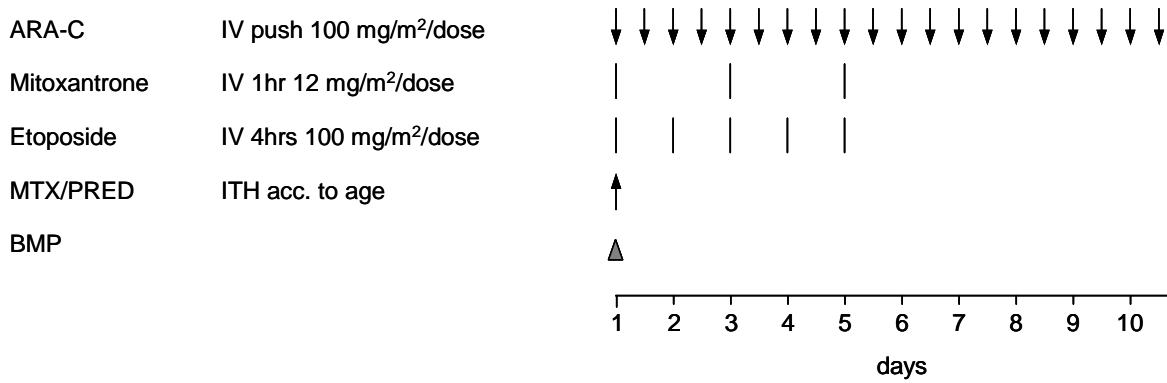 ARA-C IV push 100 mg/m²/dose
Mitoxantrone IV 1hr 12 mg/m²/dose
Etoposide IV 4hrs 100 mg/m²/dose
MTX/PRED ITH acc. to age
BMP
1 2 3 4 5 6 7 8 9 10
days